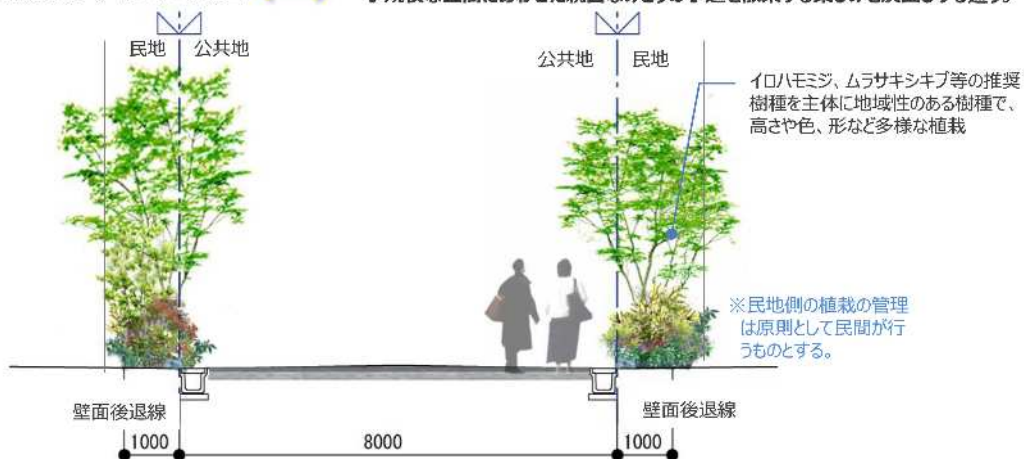 民地
公共地
公共地
民地
イロハモミジ、ムラサキシキブ等の推奨
樹種を主体に地域性のある樹種で、
高さや色、形など多様な植栽
※民地側の植栽の管理
は原則として民間が行
うものとする。
壁面後退線
壁面後退線
1000
8000
1000